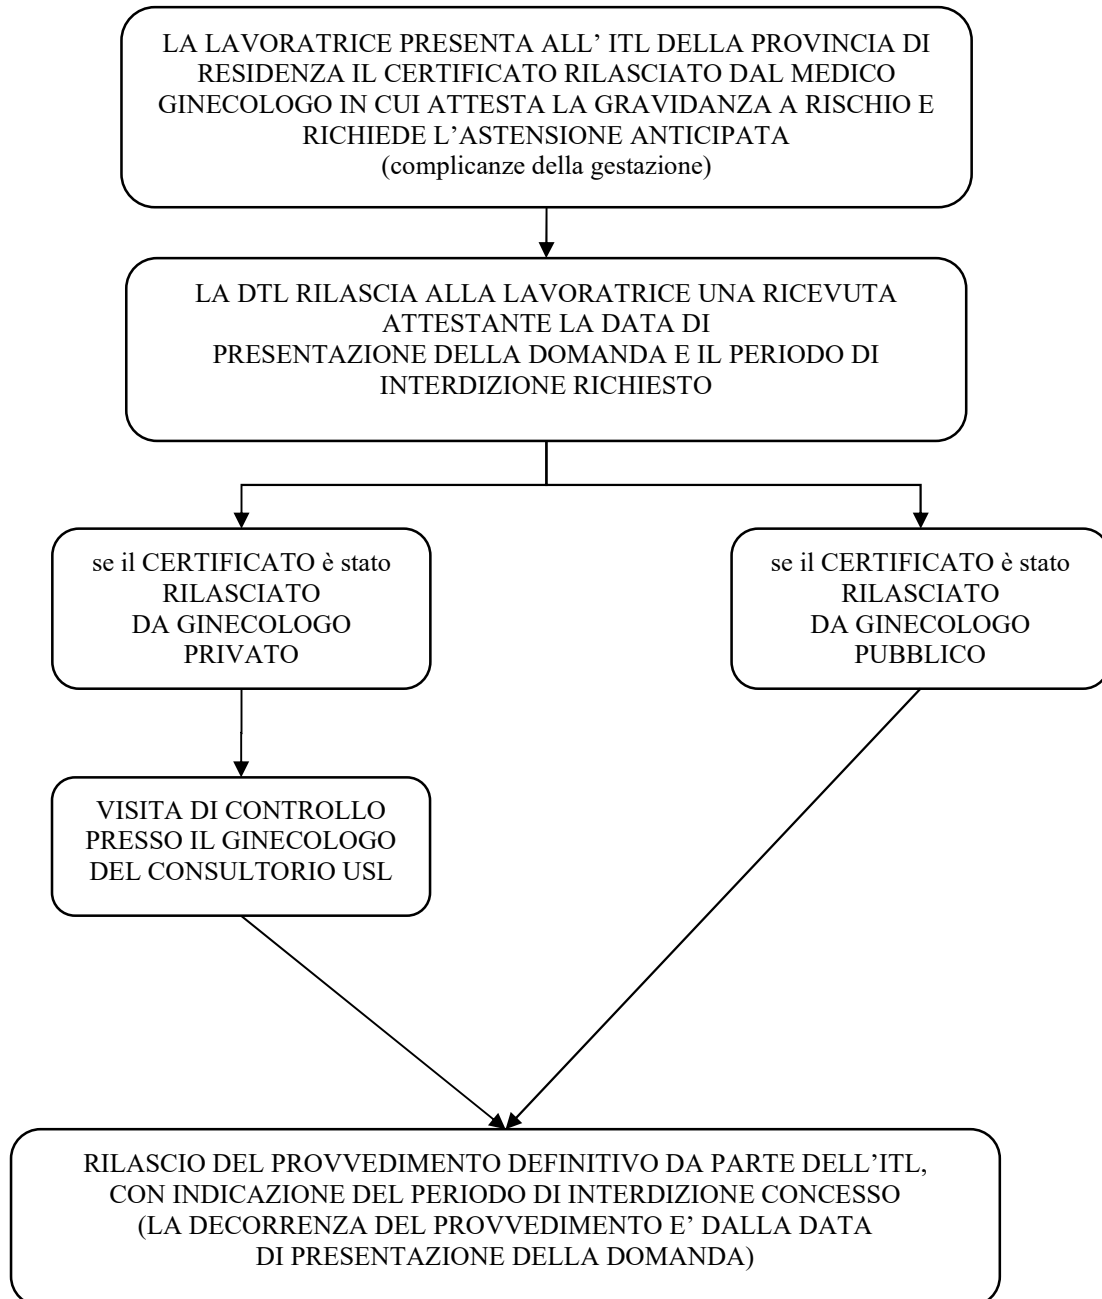 LA LAVORATRICE PRESENTA ALL’ ITL DELLA PROVINCIA DI
RESIDENZA IL CERTIFICATO RILASCIATO DAL MEDICO
GINECOLOGO IN CUI ATTESTA LA GRAVIDANZA A RISCHIO E
RICHIEDE L’ASTENSIONE ANTICIPATA
(complicanze della gestazione)
LA DTL RILASCIA ALLA LAVORATRICE UNA RICEVUTA
ATTESTANTE LA DATA DI
PRESENTAZIONE DELLA DOMANDA E IL PERIODO DI
INTERDIZIONE RICHIESTO
se il CERTIFICATO è stato
RILASCIATO
DA GINECOLOGO
PRIVATO
se il CERTIFICATO è stato
RILASCIATO
DA GINECOLOGO
PUBBLICO
VISITA DI CONTROLLO
PRESSO IL GINECOLOGO
DEL CONSULTORIO USL
RILASCIO DEL PROVVEDIMENTO DEFINITIVO DA PARTE DELL’ITL,
CON INDICAZIONE DEL PERIODO DI INTERDIZIONE CONCESSO
(LA DECORRENZA DEL PROVVEDIMENTO E’ DALLA DATA
DI PRESENTAZIONE DELLA DOMANDA)